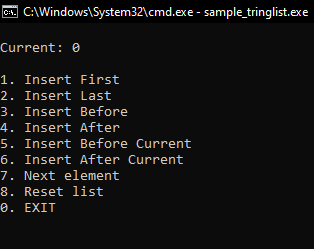 C:\Windows\System32\cmd.exe - sample_tringlist.exe
Current: 0
1. Insert First
2. Insert Last
3. Insert Before
4. Insert After
5. Insert Before Current
6. Insert After Current
7. Next element
8. Reset list
0. EXIT